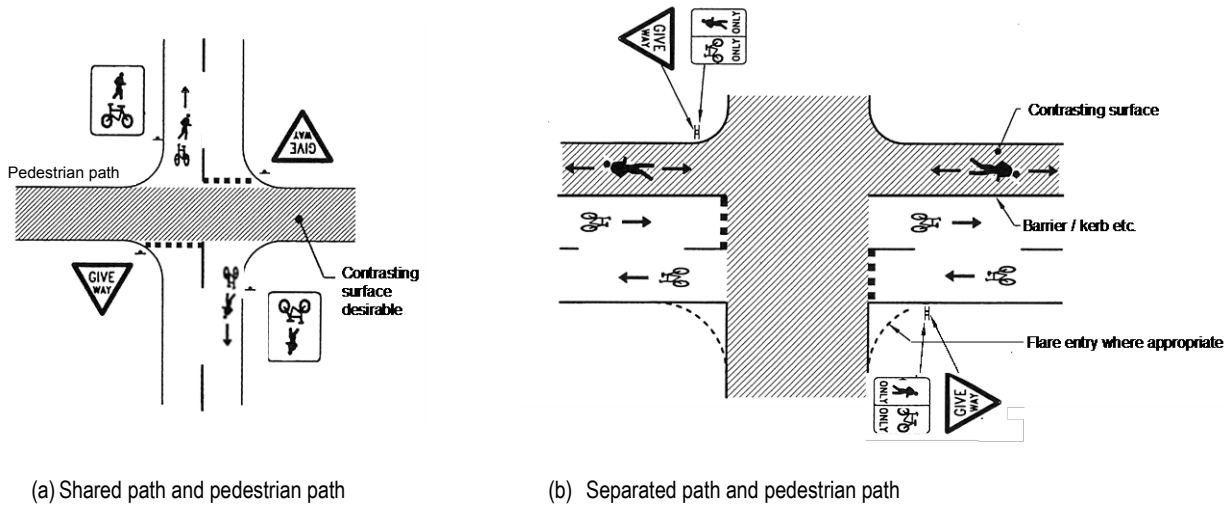 GIVE
WAY
ONLY
ONLY
GIVE
WAY
Contrasting surface
Pedestrian path
Barrier / kerb etc.
GIVE
WAY
Contrasting
surface
desirable
Flare entry where appropriate
ONLY
ONLY
GIVE
WAY
(a) Shared path and pedestrian path
(b) Separated path and pedestrian path